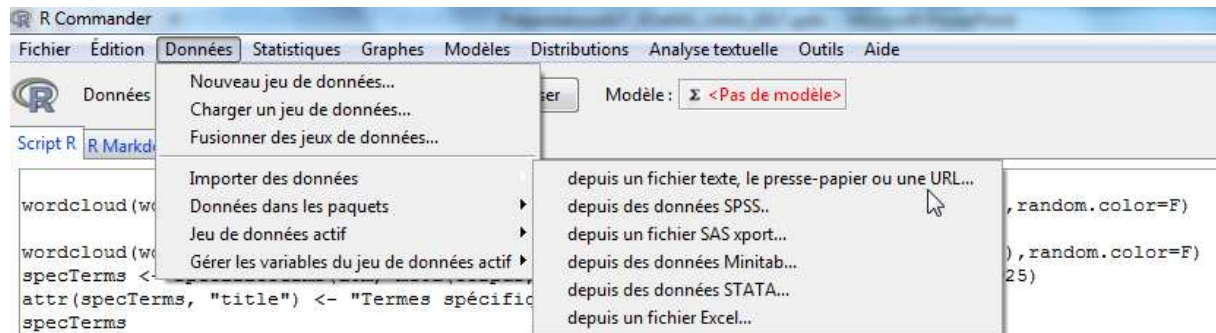 R Commander
Fichier Édition Données Statistiques Graphes Modèles Distributions Analyse textuelle Outils Aide
Données
Modèle : Σ <Pas de modèle>
Nouveau jeu de données...
Charger un jeu de données...
Fusionner des jeux de données...
Script R R Markd
Importer des données
Données dans les paquets
Jeu de données actif
Gérer les variables du jeu de données actif
depuis un fichier texte, le presse-papier ou une URL...
depuis des données SPSS..
depuis un fichier SAS xport...
depuis des données Minitab...
depuis des données STATA...
depuis un fichier Excel...
wordcloud(wo ,random.color=F)
wordcloud(wo ),random.color=F)
specTerms <- 25)
attr(specTerms, "title") <- "Termes spécific
specTerms